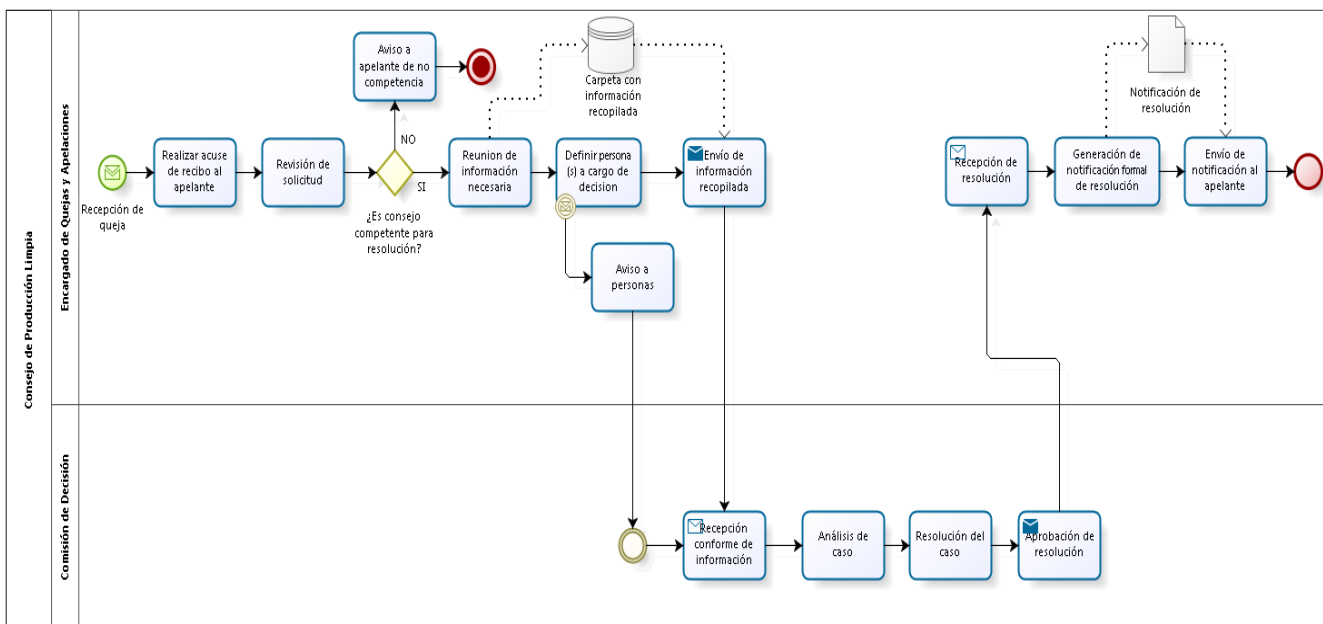 Consejo de Producción Limpia
Encargado de Quejas y Apelaciones
Recepción de
queja
Realizar acuse
de recibo al
apelante
Revisión de
solicitud
¿Es consejo
competente para
resolución?
NO
Aviso a
apelante de no
competencia
SI
Reunion de
información
necesaria
Carpeta con
información
recopilada
Definir persona
(s) a cargo de
decision
Envío de
información
recopilada
Aviso a
personas
Recepción de
resolución
Generación de
notificación formal
de resolución
Notificación de
resolución
Envío de
notificación al
apelante
Comisión de Decisión
Recepción
conforme de
información
Análisis de
caso
Resolución del
caso
Aprobación de
resolución